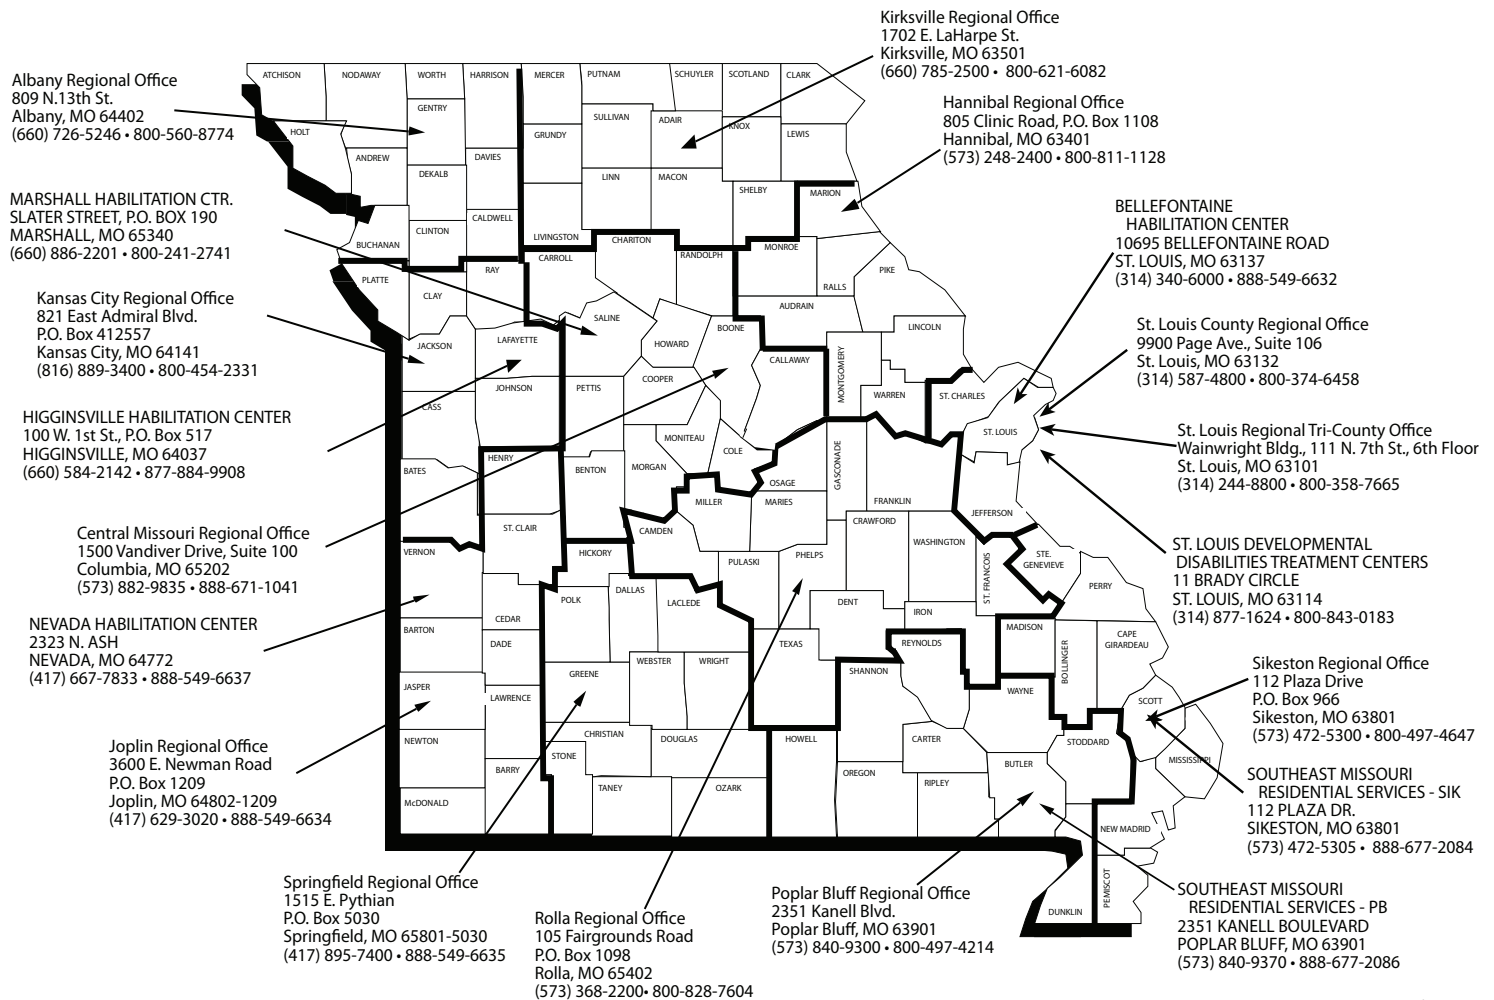 Kirksville Regional Office
1702 E. LaHarpe St.
Kirksville, MO 63501
(660) 785-2500 • 800-621-6082
Albany Regional Office
809 N.13th St.
Albany, MO 64402
(660) 726-5246 • 800-560-8774
Hannibal Regional Office
805 Clinic Road, P.O. Box 1108
Hannibal, MO 63401
(573) 248-2400 • 800-811-1128
MARSHALL HABILITATION CTR.
SLATER STREET, P.O. BOX 190
MARSHALL, MO 65340
(660) 886-2201 • 800-241-2741
BELLEFONTAINE
HABILITATION CENTER
10695 BELLEFONTAINE ROAD
ST. LOUIS, MO 63137
(314) 340-6000 • 888-549-6632
Kansas City Regional Office
821 East Admiral Blvd.
P.O. Box 412557
Kansas City, MO 64141
(816) 889-3400 • 800-454-2331
St. Louis County Regional Office
9900 Page Ave., Suite 106
St. Louis, MO 63132
(314) 587-4800 • 800-374-6458
HIGGINSVILLE HABILITATION CENTER
100 W. 1st St., P.O. Box 517
HIGGINSVILLE, MO 64037
(660) 584-2142 • 877-884-9908
St. Louis Regional Tri-County Office
Wainwright Bldg., 111 N. 7th St., 6th Floor
St. Louis, MO 63101
(314) 244-8800 • 800-358-7665
Central Missouri Regional Office
1500 Vandiver Drive, Suite 100
Columbia, MO 65202
(573) 882-9835 • 888-671-1041
ST. LOUIS DEVELOPMENTAL
DISABILITIES TREATMENT CENTERS
11 BRADY CIRCLE
ST. LOUIS, MO 63114
(314) 877-1624 • 800-843-0183
NEVADA HABILITATION CENTER
2323 N. ASH
NEVADA, MO 64772
(417) 667-7833 • 888-549-6637
Sikeston Regional Office
112 Plaza Drive
P.O. Box 966
Sikeston, MO 63801
(573) 472-5300 • 800-497-4647
Joplin Regional Office
3600 E. Newman Road
P.O. Box 1209
Joplin, MO 64802-1209
(417) 629-3020 • 888-549-6634
SOUTHEAST MISSOURI
RESIDENTIAL SERVICES - SIK
112 PLAZA DR.
SIKESTON, MO 63801
(573) 472-5305 • 888-677-2084
Springfield Regional Office
1515 E. Pythian
P.O. Box 5030
Springfield, MO 65801-5030
(417) 895-7400 • 888-549-6635
Rolla Regional Office
105 Fairgrounds Road
P.O. Box 1098
Rolla, MO 65402
(573) 368-2200• 800-828-7604
Poplar Bluff Regional Office
2351 Kanell Blvd.
Poplar Bluff, MO 63901
(573) 840-9300 • 800-497-4214
SOUTHEAST MISSOURI
RESIDENTIAL SERVICES - PB
2351 KANELL BOULEVARD
POPLAR BLUFF, MO 63901
(573) 840-9370 • 888-677-2086
ATCHISON
NODAWAY
WORTH
HARRISON
MERCER
PUTNAM
SCHUYLER
SCOTLAND
CLARK
GENTRY
HOLT
SULLIVAN
ADAIR
KNOX
LEWIS
GRUNDY
ANDREW
DAVIES
DEKALB
LINN
MACON
SHELBY
MARION
CALDWELL
CLINTON
BUCHANAN
LIVINGSTON
CHARITON
MONROE
RANDOLPH
CARROLL
RAY
PLATTE
CLAY
PIKE
RALLS
AUDRAIN
SALINE
BOONE
LINCOLN
JACKSON
LAFAYETTE
HOWARD
CALLAWAY
MONTGOMERY
COOPER
JOHNSON
PETTIS
WARREN
ST. CHARLES
CASS
ST. LOUIS
MONITEAU
COLE
GASCONADE
HENRY
BATES
BENTON
MORGAN
OSAGE
MILLER
MARIES
FRANKLIN
JEFFERSON
CRAWFORD
ST. CLAIR
CAMDEN
WASHINGTON
VERNON
HICKORY
PULASKI
PHELPS
STE.
GENEVIEVE
ST. FRANCOIS
PERRY
DALLAS
POLK
LACLEDE
DENT
IRON
CEDAR
BARTON
MADISON
CAPE
GIRARDEAU
DADE
TEXAS
REYNOLDS
BOLLINGER
WEBSTER
WRIGHT
GREENE
SHANNON
JASPER
LAWRENCE
WAYNE
SCOTT
CHRISTIAN
DOUGLAS
NEWTON
HOWELL
CARTER
STODDARD
STONE
MISSISSIPPI
BARRY
OREGON
BUTLER
TANEY
OZARK
RIPLEY
McDONALD
NEW MADRID
PEMISCOT
DUNKLIN